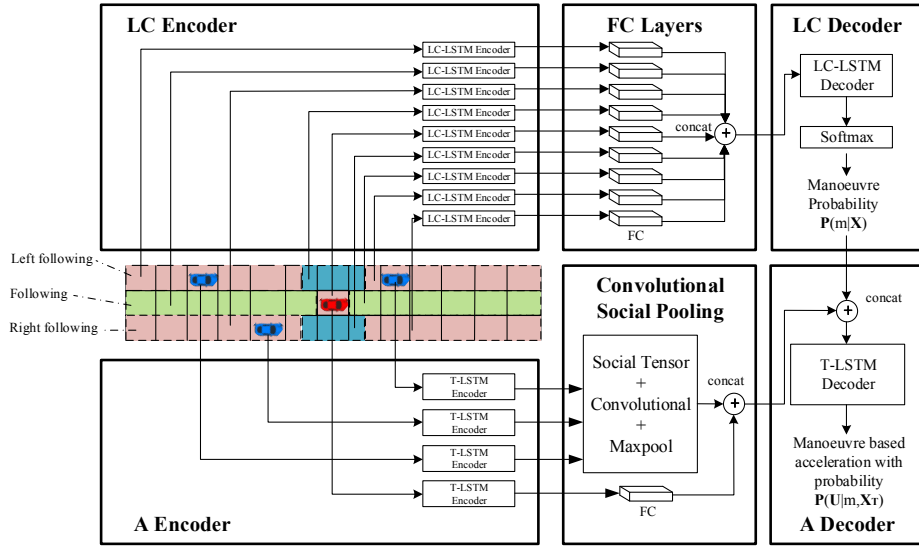 LC Encoder
LC-LSTM Encoder
LC-LSTM Encoder
LC-LSTM Encoder
LC-LSTM Encoder
LC-LSTM Encoder
LC-LSTM Encoder
LC-LSTM Encoder
LC-LSTM Encoder
LC-LSTM Encoder
FC Layers
concat
FC
LC Decoder
LC-LSTM
Decoder
Softmax
Manoeuvre
Probability
P(m|X)
Left following
Following
Right following
A Encoder
T-LSTM
Encoder
T-LSTM
Encoder
T-LSTM
Encoder
T-LSTM
Encoder
Convolutional
Social Pooling
Social Tensor
+
Convolutional
+
Maxpool
concat
FC
concat
T-LSTM
Decoder
Manoeuvre based
acceleration with
probability
P(U|m,XT)
A Decoder